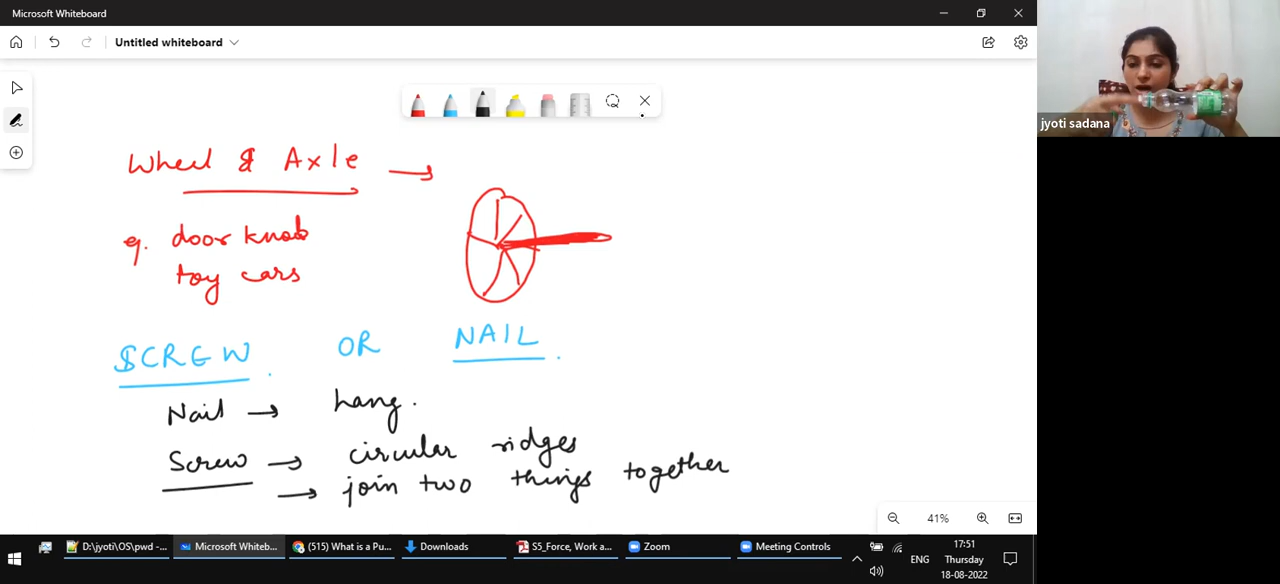 Microsoft Whiteboard
Untitled whiteboard
jyoti sadana
Wheel & Axle →
eg. door knob
toy cars
SCREW OR NAIL.
Nail → hang.
Screw → circular ridges
→ join two things together
41%
D:\jyoti\OS\pwd -... Microsoft Whiteb... (515) What is a Pu... Downloads S5_Force, Work a... Zoom Meeting Controls ENG
17:51
Thursday
18-08-2022